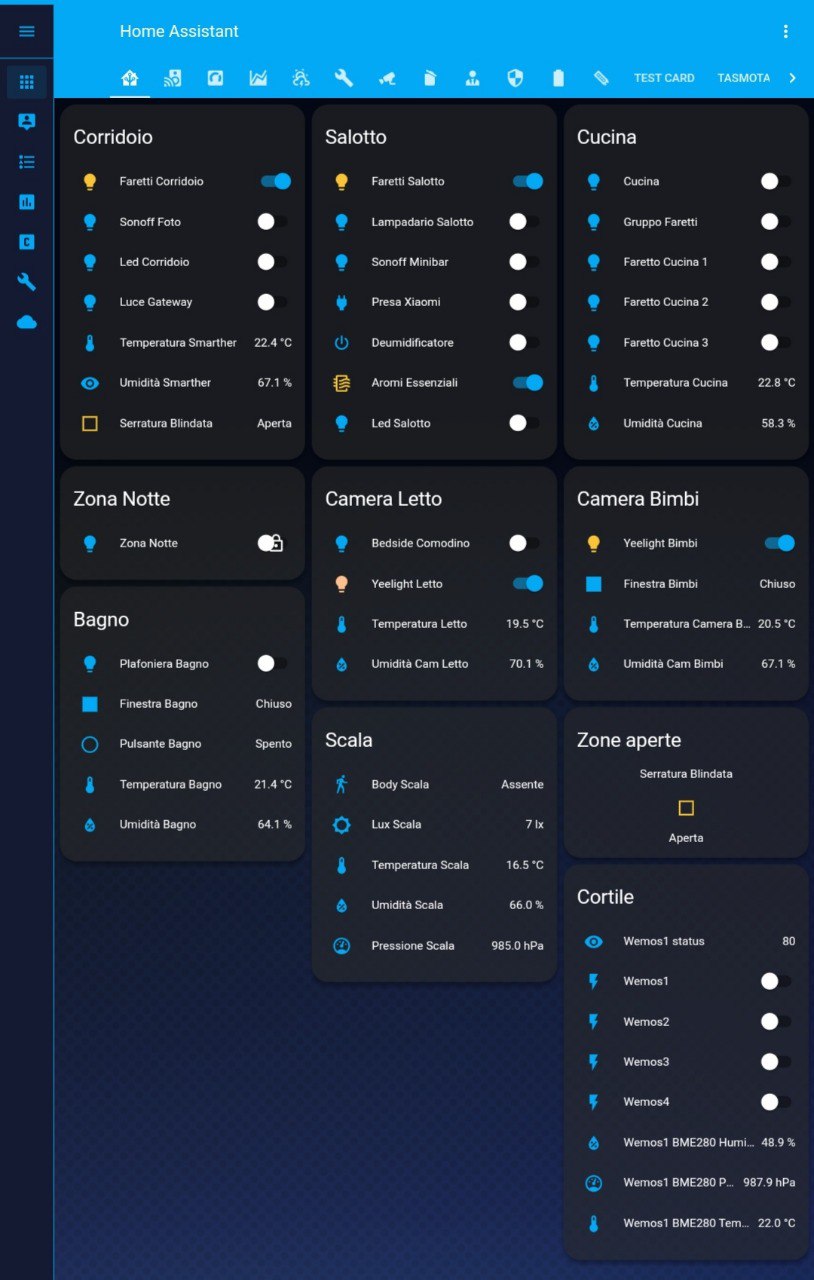 Home Assistant
TEST CARD
TASMOTA
Corridoio
Faretti Corridoio
Sonoff Foto
Led Corridoio
Luce Gateway
Temperatura Smarther 22.4 °C
Umidità Smarther 67.1 %
Serratura Blindata Aperta
Salotto
Faretti Salotto
Lampadario Salotto
Sonoff Minibar
Presa Xiaomi
Deumidificatore
Aromi Essenziali
Led Salotto
Cucina
Cucina
Gruppo Faretti
Faretto Cucina 1
Faretto Cucina 2
Faretto Cucina 3
Temperatura Cucina 22.8 °C
Umidità Cucina 58.3 %
Zona Notte
Zona Notte
Camera Letto
Bedside Comodino
Yeelight Letto
Temperatura Letto 19.5 °C
Umidità Cam Letto 70.1 %
Camera Bimbi
Yeelight Bimbi
Finestra Bimbi Chiuso
Temperatura Camera B... 20.5 °C
Umidità Cam Bimbi 67.1 %
Bagno
Plafoniera Bagno
Finestra Bagno Chiuso
Pulsante Bagno Spento
Temperatura Bagno 21.4 °C
Umidità Bagno 64.1 %
Scala
Body Scala Assente
Lux Scala 7 lx
Temperatura Scala 16.5 °C
Umidità Scala 66.0 %
Pressione Scala 985.0 hPa
Zone aperte
Serratura Blindata
Aperta
Cortile
Wemos1 status 80
Wemos1
Wemos2
Wemos3
Wemos4
Wemos1 BME280 Humi... 48.9 %
Wemos1 BME280 P... 987.9 hPa
Wemos1 BME280 Tem... 22.0 °C